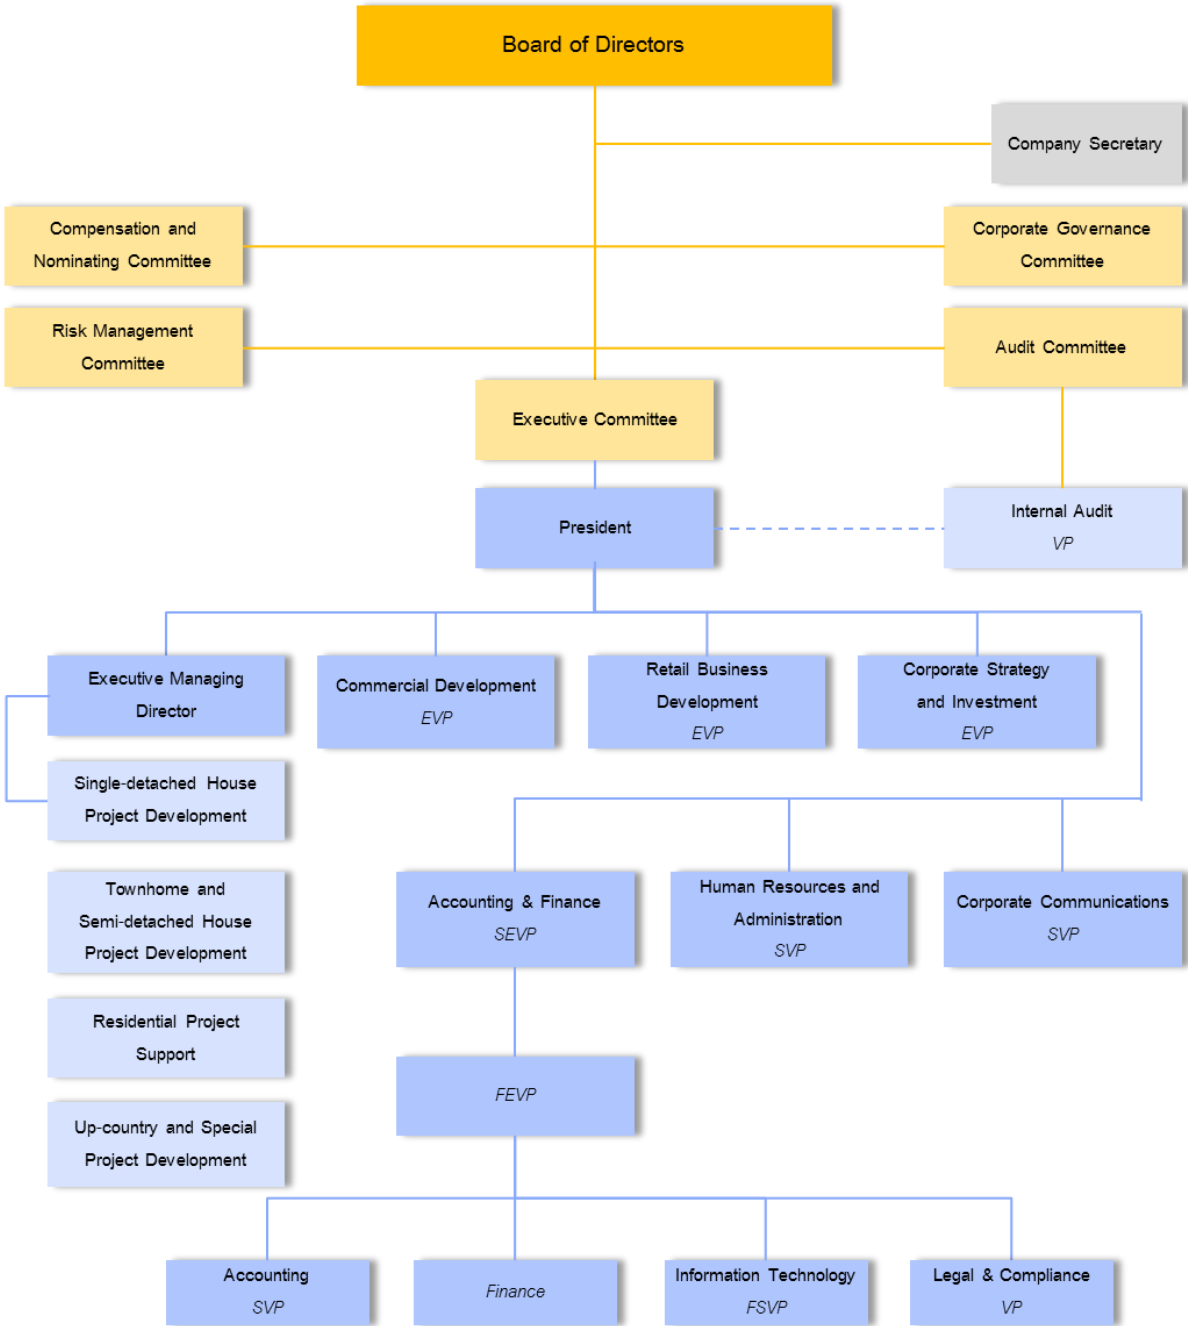 Board of Directors
Company Secretary
Compensation and
Nominating Committee
Corporate Governance
Committee
Risk Management
Committee
Audit Committee
Executive Committee
President
Internal Audit
VP
Executive Managing
Director
Commercial Development
EVP
Retail Business
Development
EVP
Corporate Strategy
and Investment
EVP
Single-detached House
Project Development
Townhome and
Semi-detached House
Project Development
Accounting & Finance
SEVP
Human Resources and
Administration
SVP
Corporate Communications
SVP
Residential Project
Support
FEVP
Up-country and Special
Project Development
Accounting
SVP
Finance
Information Technology
FSVP
Legal & Compliance
VP